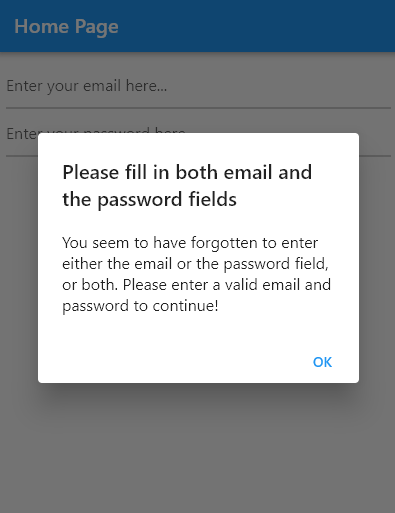 Home Page
Enter your email here...
Enter your password here
Please fill in both email and
the password fields
You seem to have forgotten to enter
either the email or the password field,
or both. Please enter a valid email and
password to continue!
OK